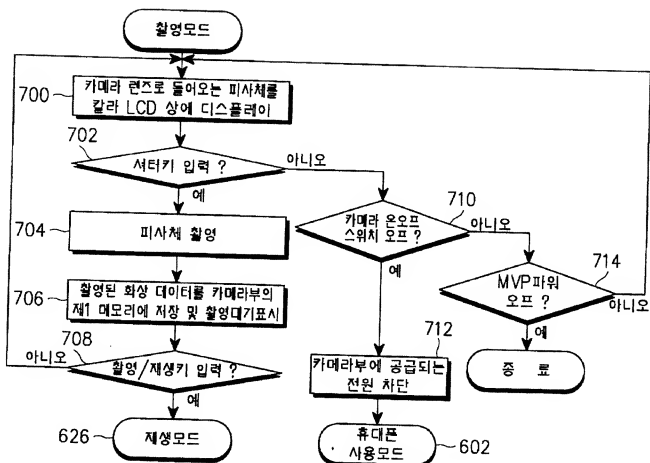 촬영모드
700
카메라 렌즈로 들어오는 피사체를
칼라 LCD 상에 디스플레이
702
셔터키 입력 ?
아니오
예
704
피사체 촬영
706
촬영된 화상 데이터를 카메라부의
제1 메모리에 저장 및 촬영대기표시
708
아니오
촬영/재생키 입력 ?
예
626
재생모드
710
카메라 온오프
스위치 오프 ?
아니오
예
712
카메라부에 공급되는
전원 차단
휴대폰
사용모드
602
714
MVP파워
오프 ?
아니오
예
종 료